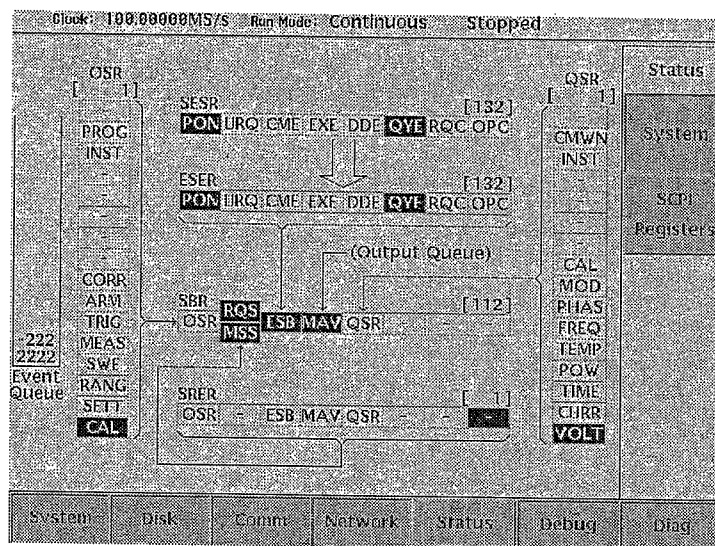 Clock: 100.00000MS/s Run Mode: Continuous Stopped
OSR
[ 1]
PROG
INST
-
-
-
-
-
CORR
ARM
TRIG
MEAS
SWE
RANG
SETT
CAL
-222
2222
Event
Queue
SESR [132]
PON URQ CME EXE DDE QYE RQC OPC
ESER [132]
PON URQ CME EXE DDE QYE RQC OPC
(Output Queue)
SBR [112]
OSR RQS MSS ESB MAV QSR - - -
SRER [ 1]
OSR - ESB MAV QSR - - -
QSR
[ 1]
-
CMWN
INST
-
-
-
-
CAL
MOD
PHAS
FREQ
TEMP
POW
TIME
CURR
VOLT
Status
System
SCPI
Registers
System Disk Comm Network Status Debug Diag